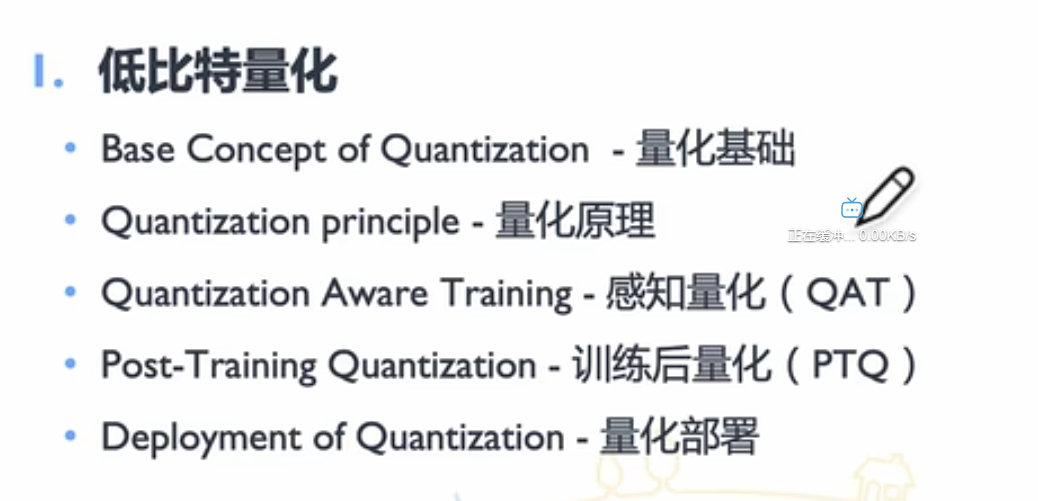 1. 低比特量化
• Base Concept of Quantization - 量化基础
• Quantization principle - 量化原理
正在缓冲... 0.00KB/s
• Quantization Aware Training - 感知量化（QAT）
• Post-Training Quantization - 训练后量化（PTQ）
• Deployment of Quantization - 量化部署